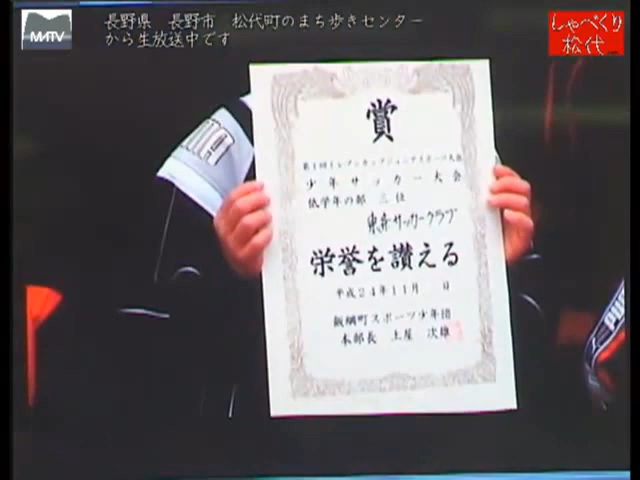 MATV
長野県　長野市　松代町のまち歩きセンター
から生放送中です
しゃべくり
松代
賞
少年サッカー大会
低学年の部　三位
東寺サッカークラブ
栄誉を讃える
平成24年11月　日
飯綱町スポーツ少年団
本部長　土屋　次雄